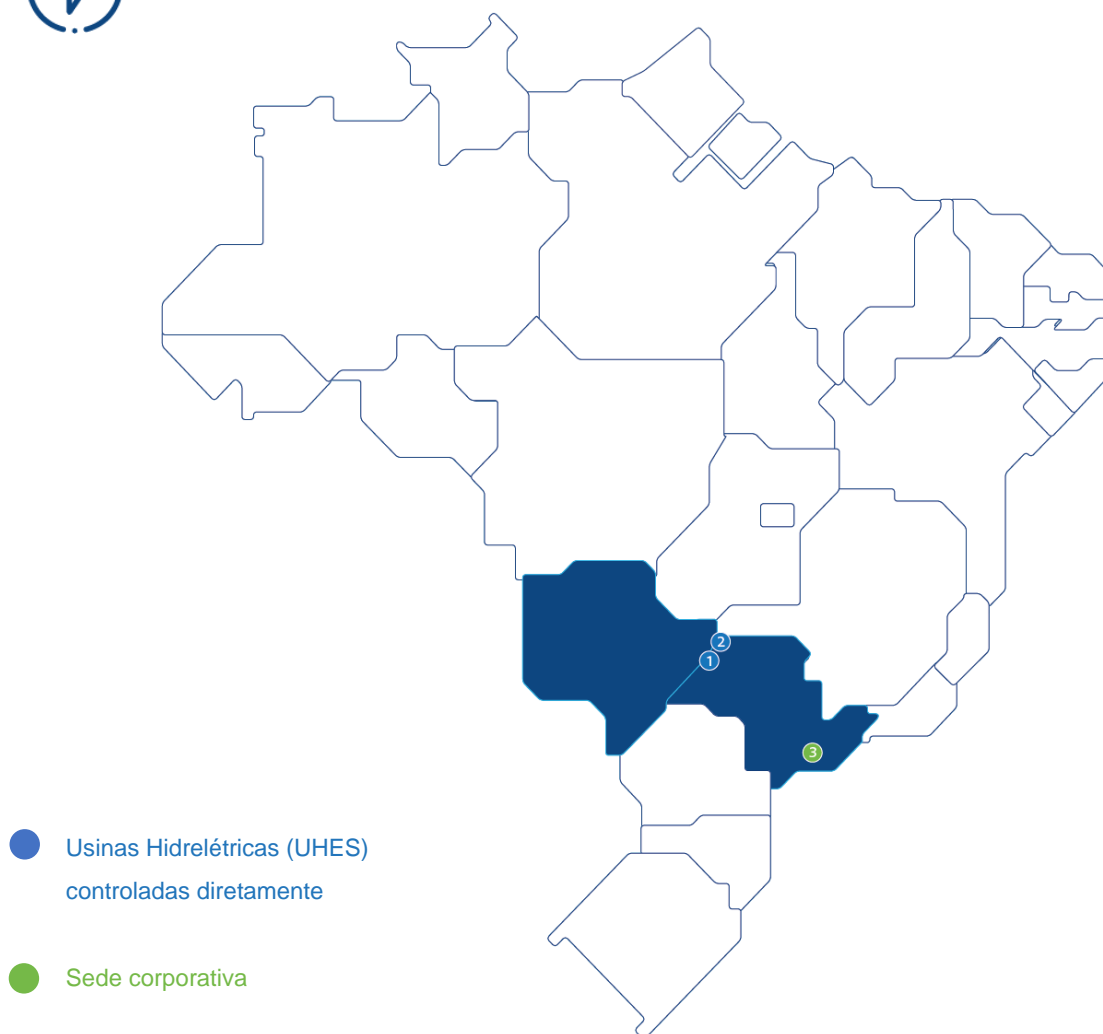 2
1
3
Usinas Hidrelétricas (UHES)
controladas diretamente
Sede corporativa